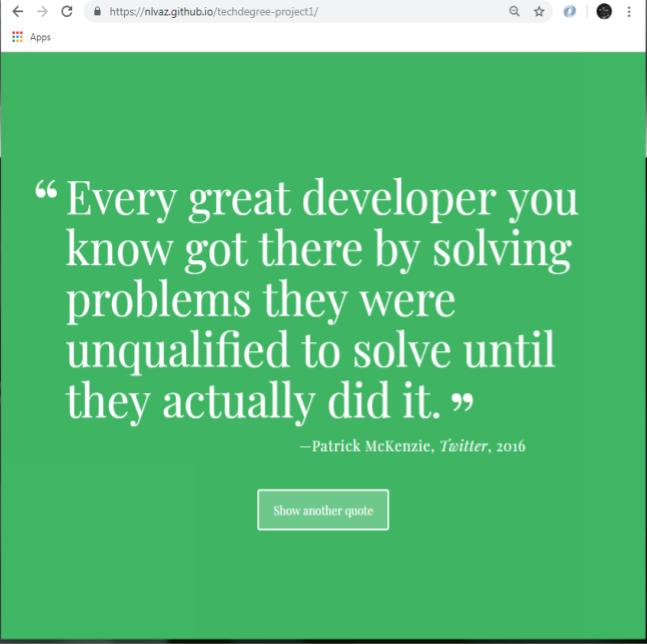 https://nlvaz.github.io/techdegree-project1/
Apps
“Every great developer you
know got there by solving
problems they were
unqualified to solve until
they actually did it.”
—Patrick McKenzie, Twitter, 2016
Show another quote